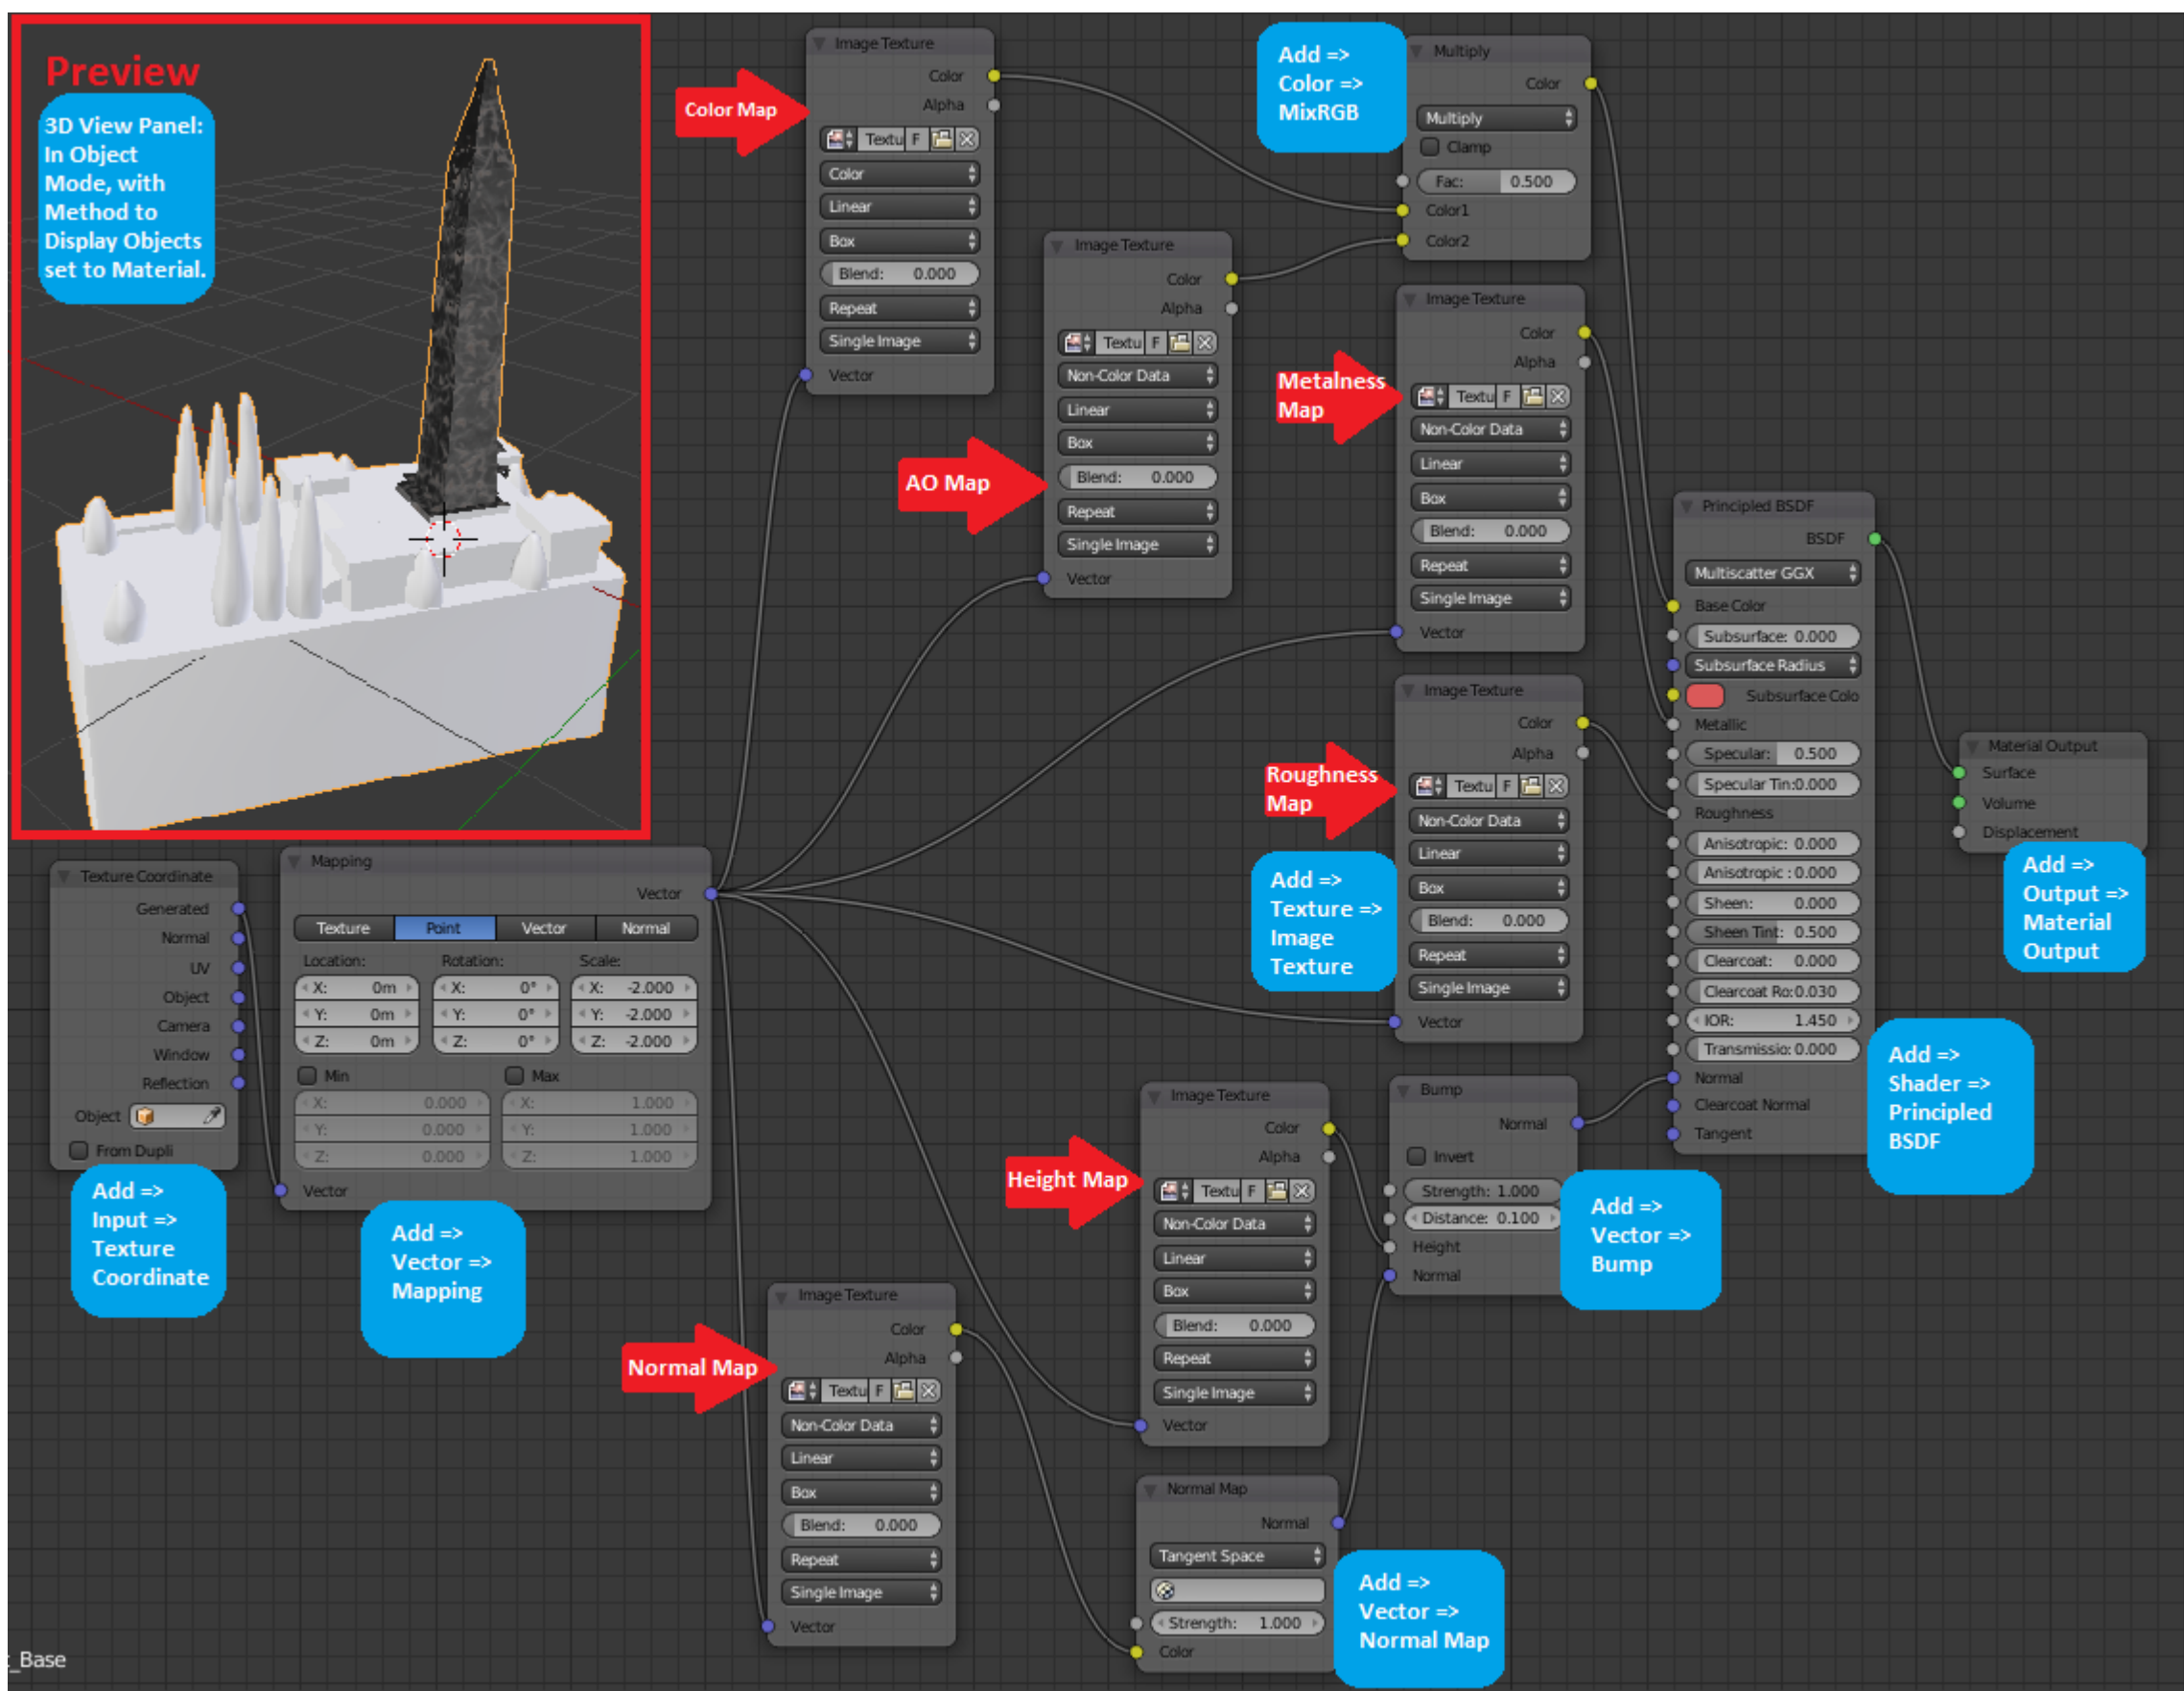 Preview
3D View Panel:
In Object
Mode, with
Method to
Display Objects
set to Material.
Color Map
Image Texture
Color
Alpha
Textu F
Color
Linear
Box
Blend: 0.000
Repeat
Single Image
Vector
AO Map
Image Texture
Color
Alpha
Textu F
Non-Color Data
Linear
Box
Blend: 0.000
Repeat
Single Image
Vector
Add =>
Color =>
MixRGB
Multiply
Color
Multiply
Clamp
Fac: 0.500
Color1
Color2
Metalness
Map
Image Texture
Color
Alpha
Textu F
Non-Color Data
Linear
Box
Blend: 0.000
Repeat
Single Image
Vector
Roughness
Map
Add =>
Texture =>
Image
Texture
Image Texture
Color
Alpha
Textu F
Non-Color Data
Linear
Box
Blend: 0.000
Repeat
Single Image
Vector
Principled BSDF
BSDF
Multiscatter GGX
Base Color
Subsurface: 0.000
Subsurface Radius
Subsurface Colo
Metallic
Specular: 0.500
Specular Tin:0.000
Roughness
Anisotropic: 0.000
Anisotropic : 0.000
Sheen: 0.000
Sheen Tint: 0.500
Clearcoat: 0.000
Clearcoat Ro:0.030
IOR: 1.450
Transmissio: 0.000
Normal
Clearcoat Normal
Tangent
Add =>
Shader =>
Principled
BSDF
Material Output
Surface
Volume
Displacement
Add =>
Output =>
Material
Output
Texture Coordinate
Generated
Normal
UV
Object
Camera
Window
Reflection
Object
From Dupli
Add =>
Input =>
Texture
Coordinate
Mapping
Vector
Texture Point Vector Normal
Location: Rotation: Scale:
X: 0m X: 0° X: -2.000
Y: 0m Y: 0° Y: -2.000
Z: 0m Z: 0° Z: -2.000
Min Max
X: 0.000 X: 1.000
Y: 0.000 Y: 1.000
Z: 0.000 Z: 1.000
Vector
Add =>
Vector =>
Mapping
Height Map
Image Texture
Color
Alpha
Textu F
Non-Color Data
Linear
Box
Blend: 0.000
Repeat
Single Image
Vector
Bump
Normal
Invert
Strength: 1.000
Distance: 0.100
Height
Normal
Add =>
Vector =>
Bump
Normal Map
Image Texture
Color
Alpha
Textu F
Non-Color Data
Linear
Box
Blend: 0.000
Repeat
Single Image
Vector
Normal Map
Normal
Tangent Space
Strength: 1.000
Color
Add =>
Vector =>
Normal Map
_Base